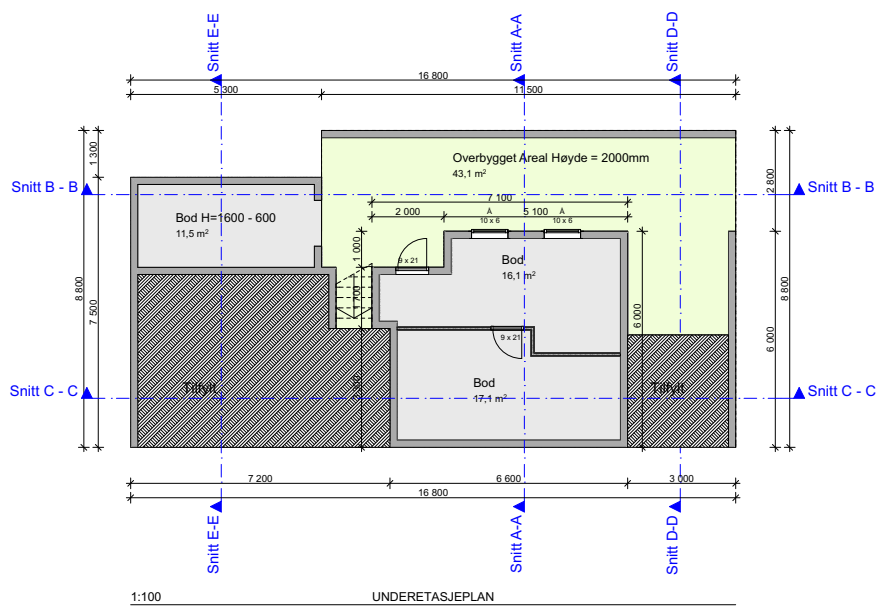 Snitt E-E
Snitt A-A
Snitt D-D
16 800
5 300
11 500
1 300
Overbygget Areal Høyde = 2000mm
43,1 m²
2 800
Snitt B - B
Snitt B - B
7 100
2 000
5 100
A
10 x 6
A
10 x 6
Bod H=1600 - 600
11,5 m²
1 000
9 x 21
Bod
16,1 m²
8 800
7 500
6 000
8 800
6 000
9 x 21
Tilfylt
Bod
17,1 m²
Tilfylt
Snitt C - C
Snitt C - C
7 200
6 600
3 000
16 800
Snitt E-E
Snitt A-A
Snitt D-D
1:100
UNDERETASJEPLAN